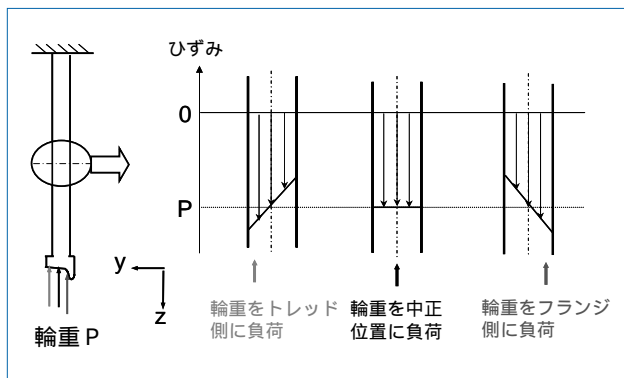 ひずみ
0
P
y
z
輪重P
輪重をトレッド
側に負荷
輪重を中正
位置に負荷
輪重をフランジ
側に負荷